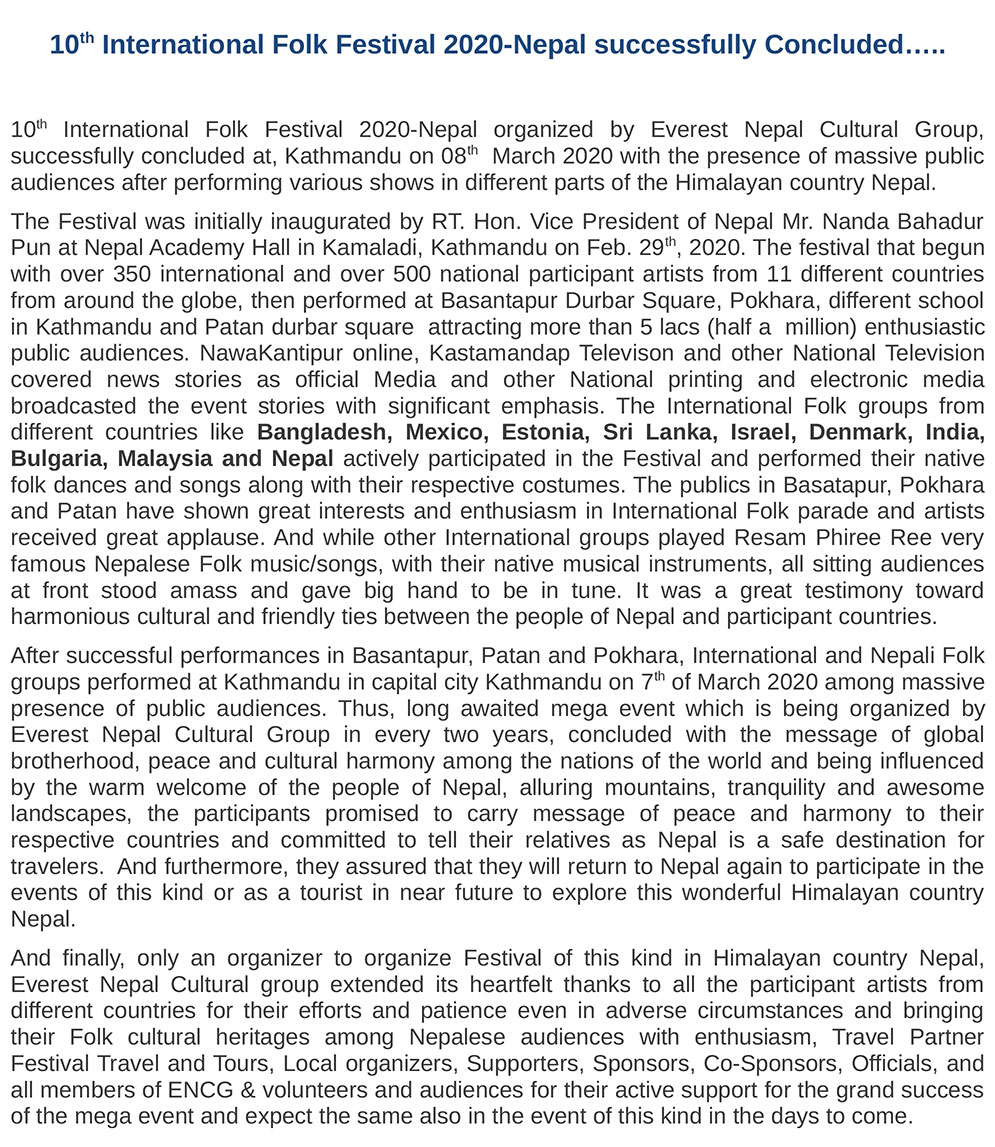 10th International Folk Festival 2020-Nepal successfully Concluded…..
10th International Folk Festival 2020-Nepal organized by Everest Nepal Cultural Group,
successfully concluded at, Kathmandu on 08th March 2020 with the presence of massive public
audiences after performing various shows in different parts of the Himalayan country Nepal.
The Festival was initially inaugurated by RT. Hon. Vice President of Nepal Mr. Nanda Bahadur
Pun at Nepal Academy Hall in Kamaladi, Kathmandu on Feb. 29th, 2020. The festival that begun
with over 350 international and over 500 national participant artists from 11 different countries
from around the globe, then performed at Basantapur Durbar Square, Pokhara, different school
in Kathmandu and Patan durbar square attracting more than 5 lacs (half a million) enthusiastic
public audiences. NawaKantipur online, Kastamandap Televison and other National Television
covered news stories as official Media and other National printing and electronic media
broadcasted the event stories with significant emphasis. The International Folk groups from
different countries like Bangladesh, Mexico, Estonia, Sri Lanka, Israel, Denmark, India,
Bulgaria, Malaysia and Nepal actively participated in the Festival and performed their native
folk dances and songs along with their respective costumes. The publics in Basatapur, Pokhara
and Patan have shown great interests and enthusiasm in International Folk parade and artists
received great applause. And while other International groups played Resam Phiree Ree very
famous Nepalese Folk music/songs, with their native musical instruments, all sitting audiences
at front stood amass and gave big hand to be in tune. It was a great testimony toward
harmonious cultural and friendly ties between the people of Nepal and participant countries.
After successful performances in Basantapur, Patan and Pokhara, International and Nepali Folk
groups performed at Kathmandu in capital city Kathmandu on 7th of March 2020 among massive
presence of public audiences. Thus, long awaited mega event which is being organized by
Everest Nepal Cultural Group in every two years, concluded with the message of global
brotherhood, peace and cultural harmony among the nations of the world and being influenced
by the warm welcome of the people of Nepal, alluring mountains, tranquility and awesome
landscapes, the participants promised to carry message of peace and harmony to their
respective countries and committed to tell their relatives as Nepal is a safe destination for
travelers. And furthermore, they assured that they will return to Nepal again to participate in the
events of this kind or as a tourist in near future to explore this wonderful Himalayan country
Nepal.
And finally, only an organizer to organize Festival of this kind in Himalayan country Nepal,
Everest Nepal Cultural group extended its heartfelt thanks to all the participant artists from
different countries for their efforts and patience even in adverse circumstances and bringing
their Folk cultural heritages among Nepalese audiences with enthusiasm, Travel Partner
Festival Travel and Tours, Local organizers, Supporters, Sponsors, Co-Sponsors, Officials, and
all members of ENCG & volunteers and audiences for their active support for the grand success
of the mega event and expect the same also in the event of this kind in the days to come.